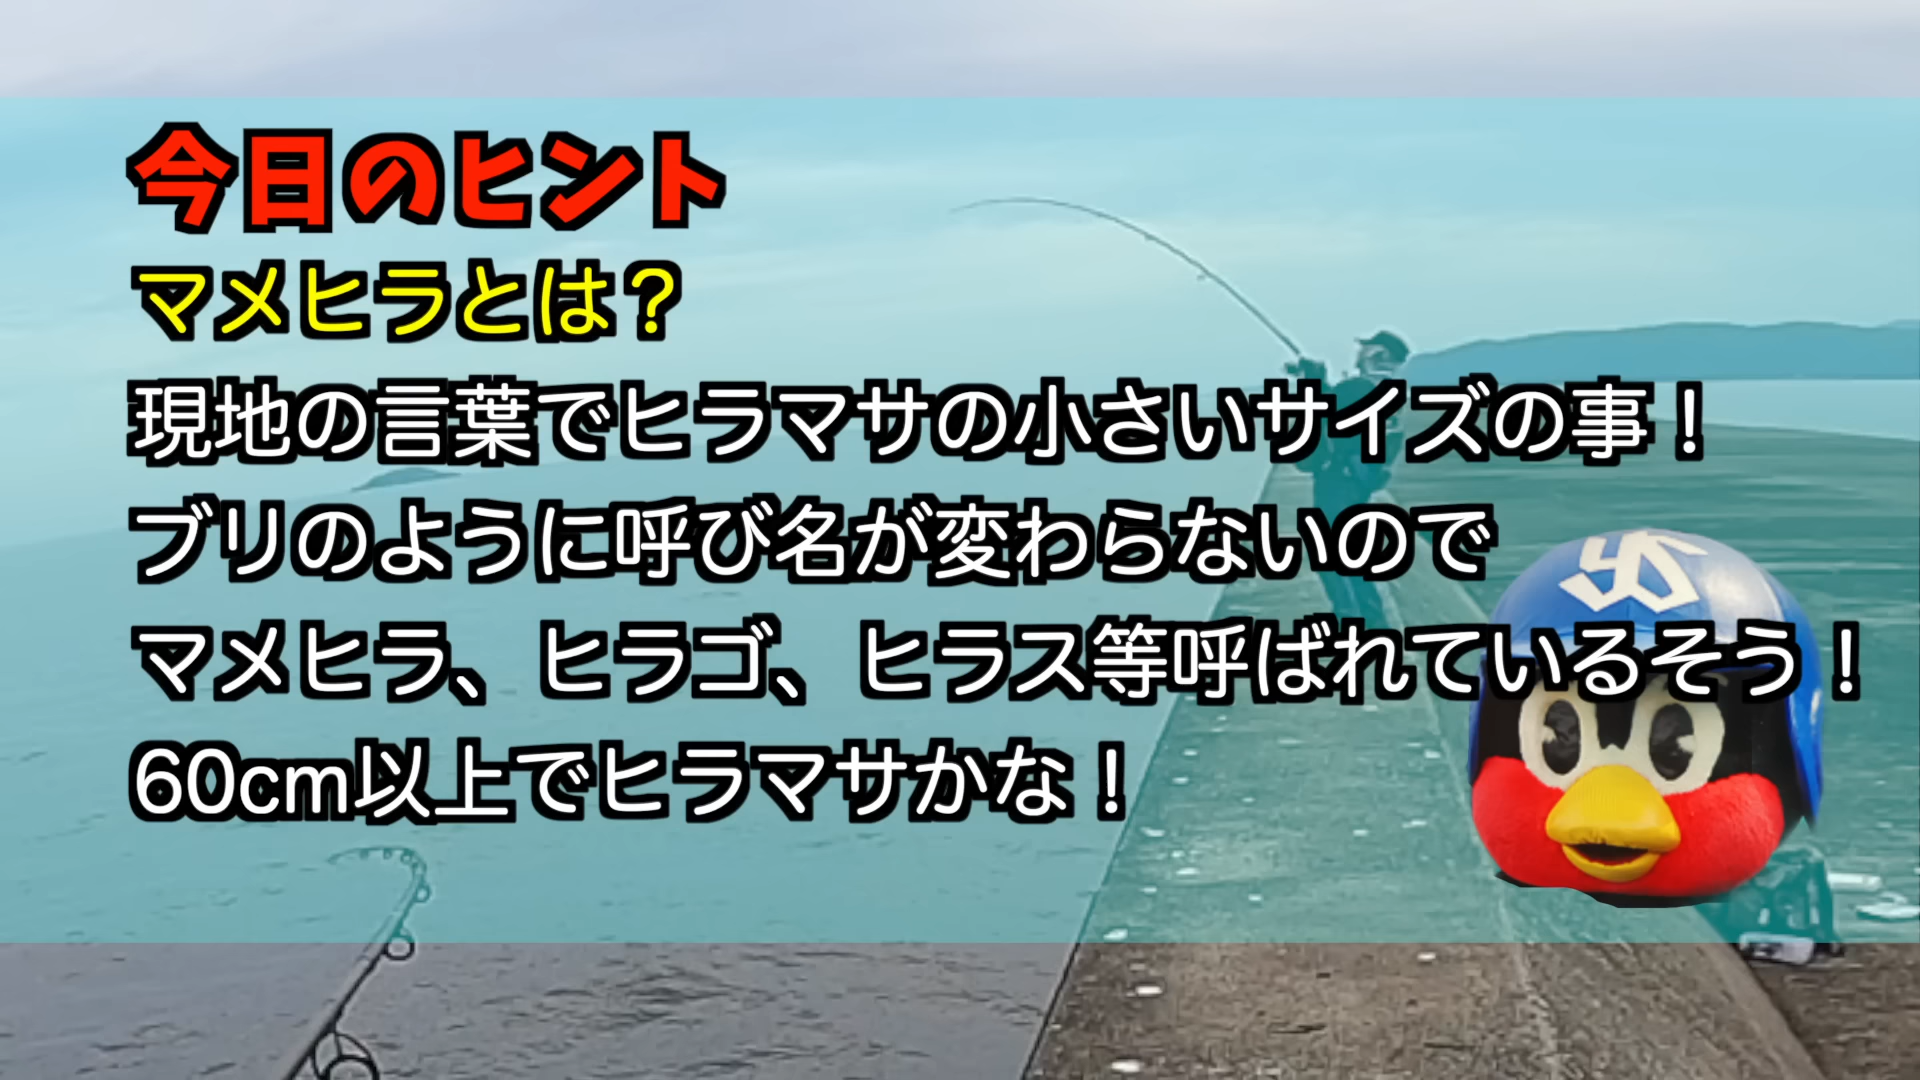 今日のヒント
マメヒラとは？
現地の言葉でヒラマサの小さいサイズの事！
ブリのように呼び名が変わらないので
マメヒラ、ヒラゴ、ヒラス等呼ばれているそう！
60cm以上でヒラマサかな！
YS